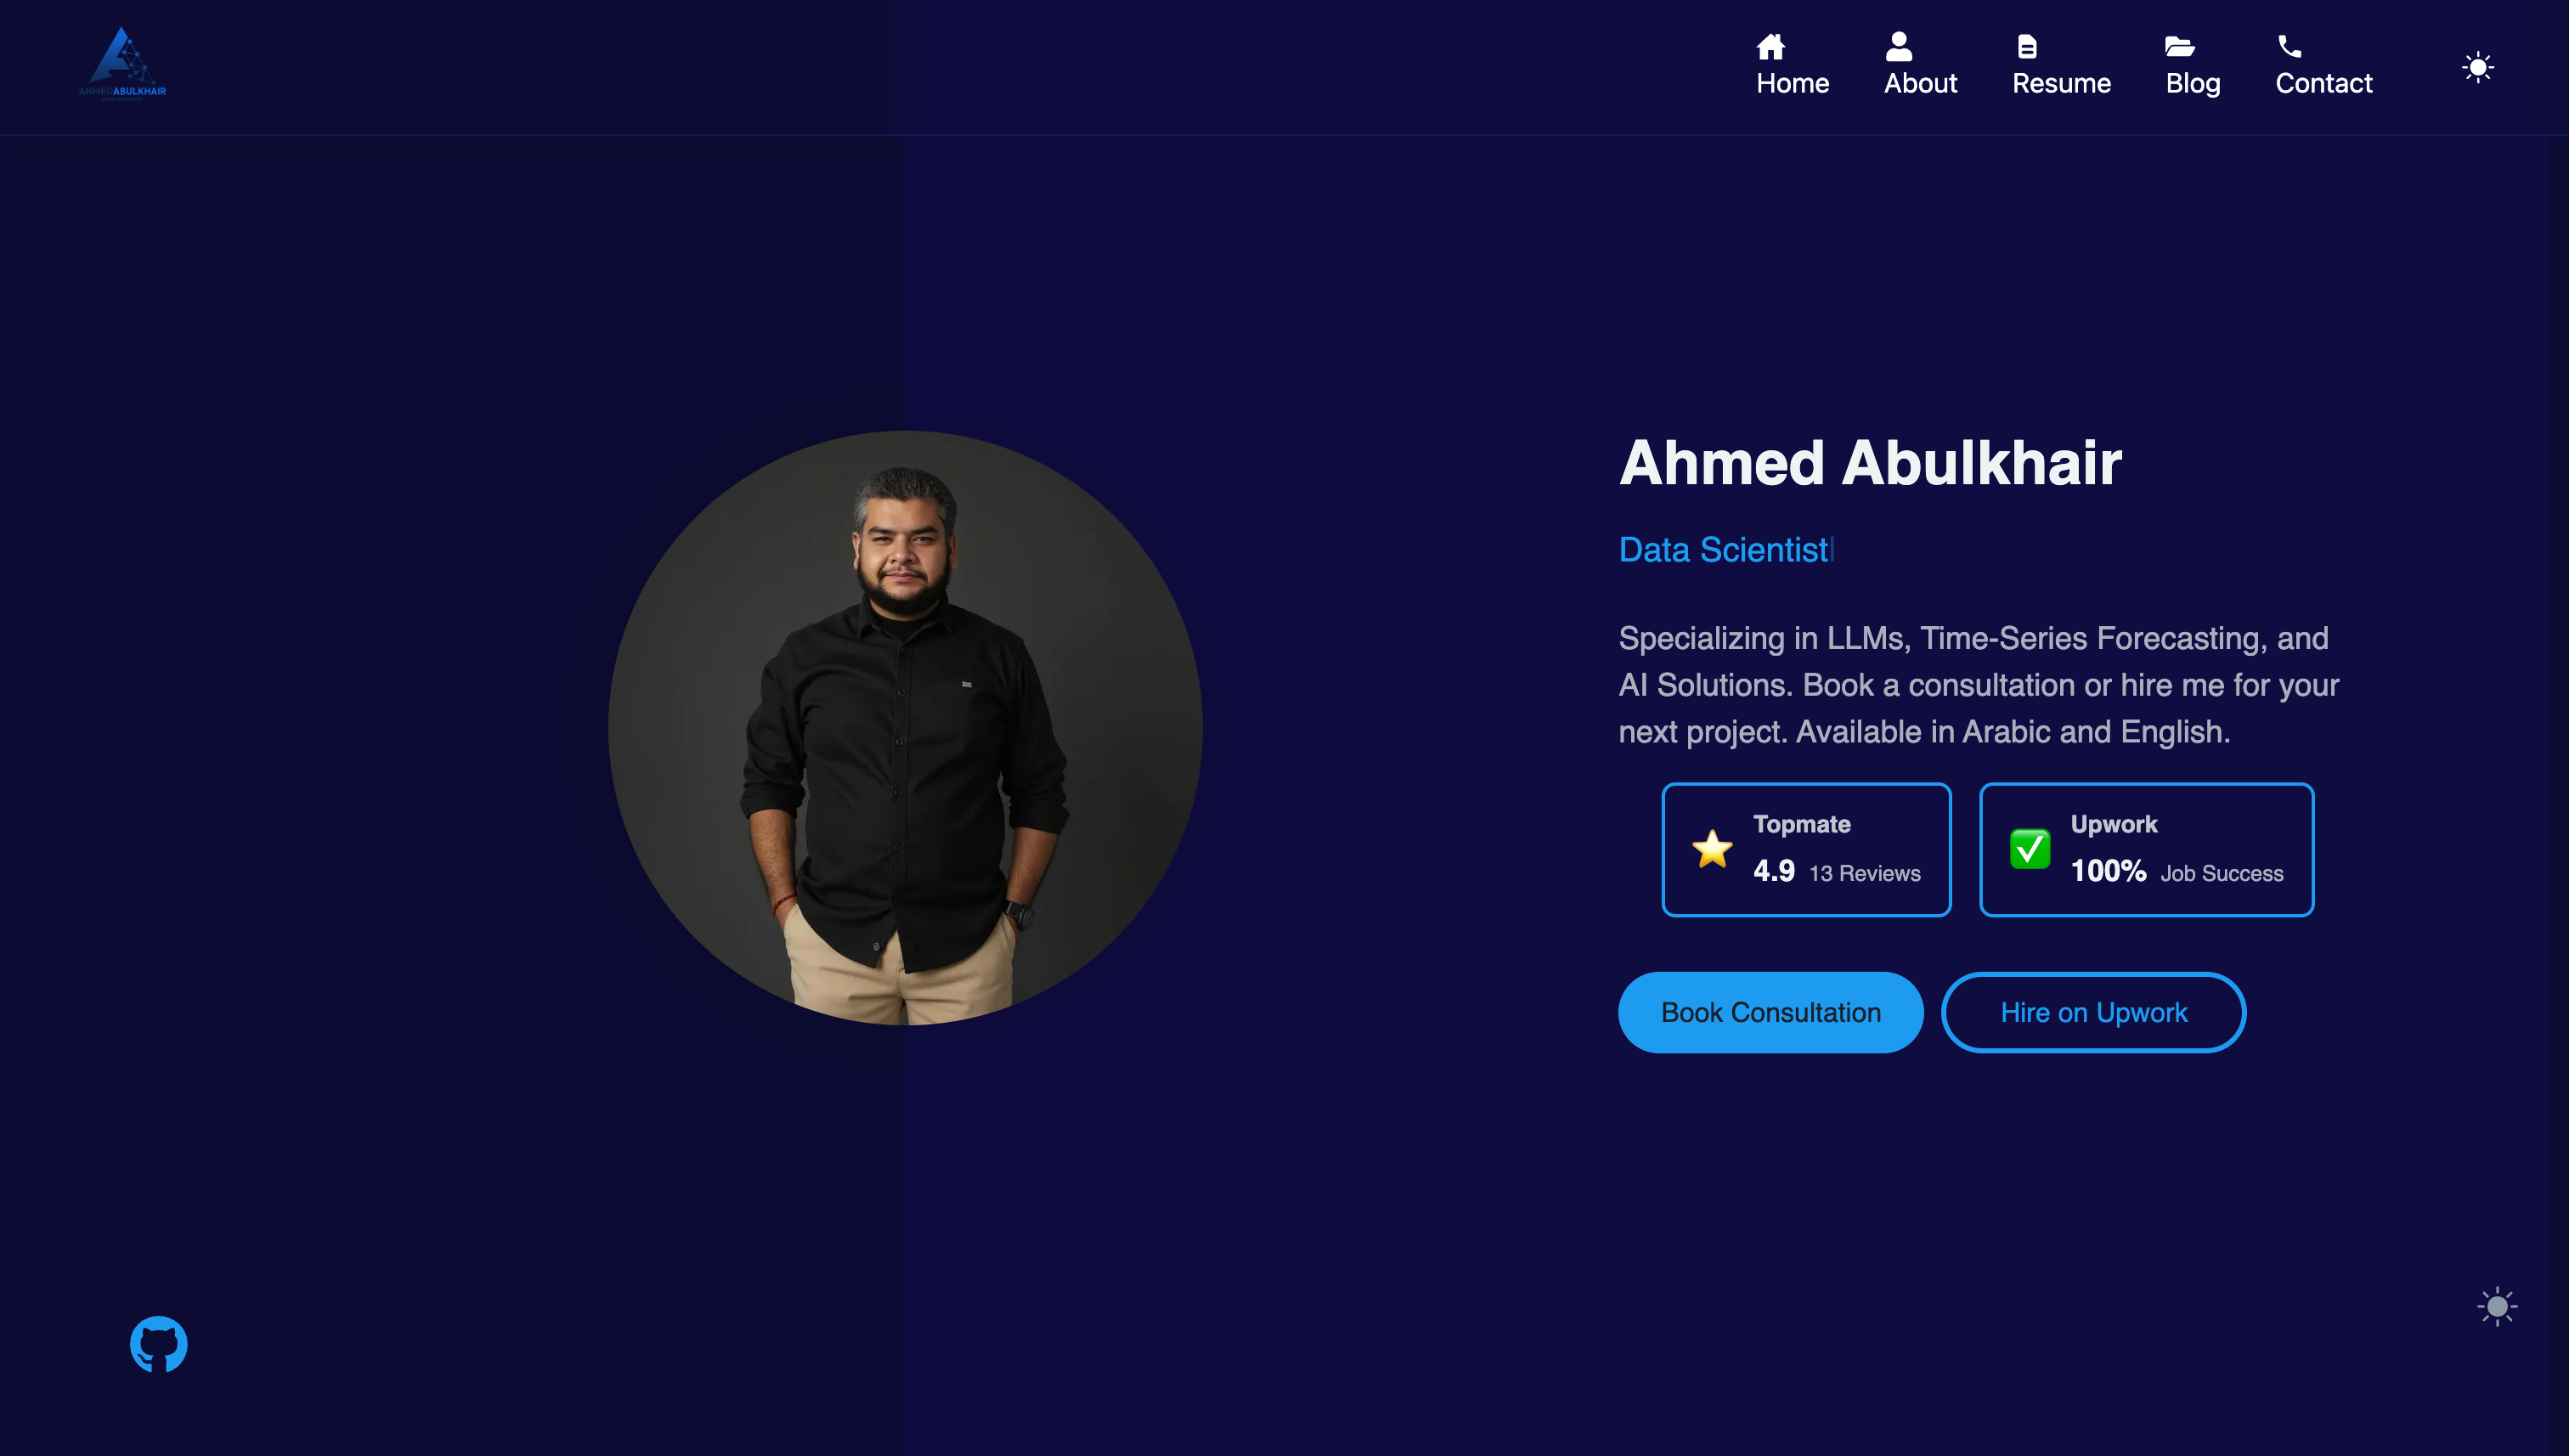 AHMEDABULKHAIR
Home
About
Resume
Blog
Contact
Ahmed Abulkhair
Data Scientist
Specializing in LLMs, Time-Series Forecasting, and
AI Solutions. Book a consultation or hire me for your
next project. Available in Arabic and English.
Topmate
4.9 13 Reviews
Upwork
100% Job Success
Book Consultation
Hire on Upwork